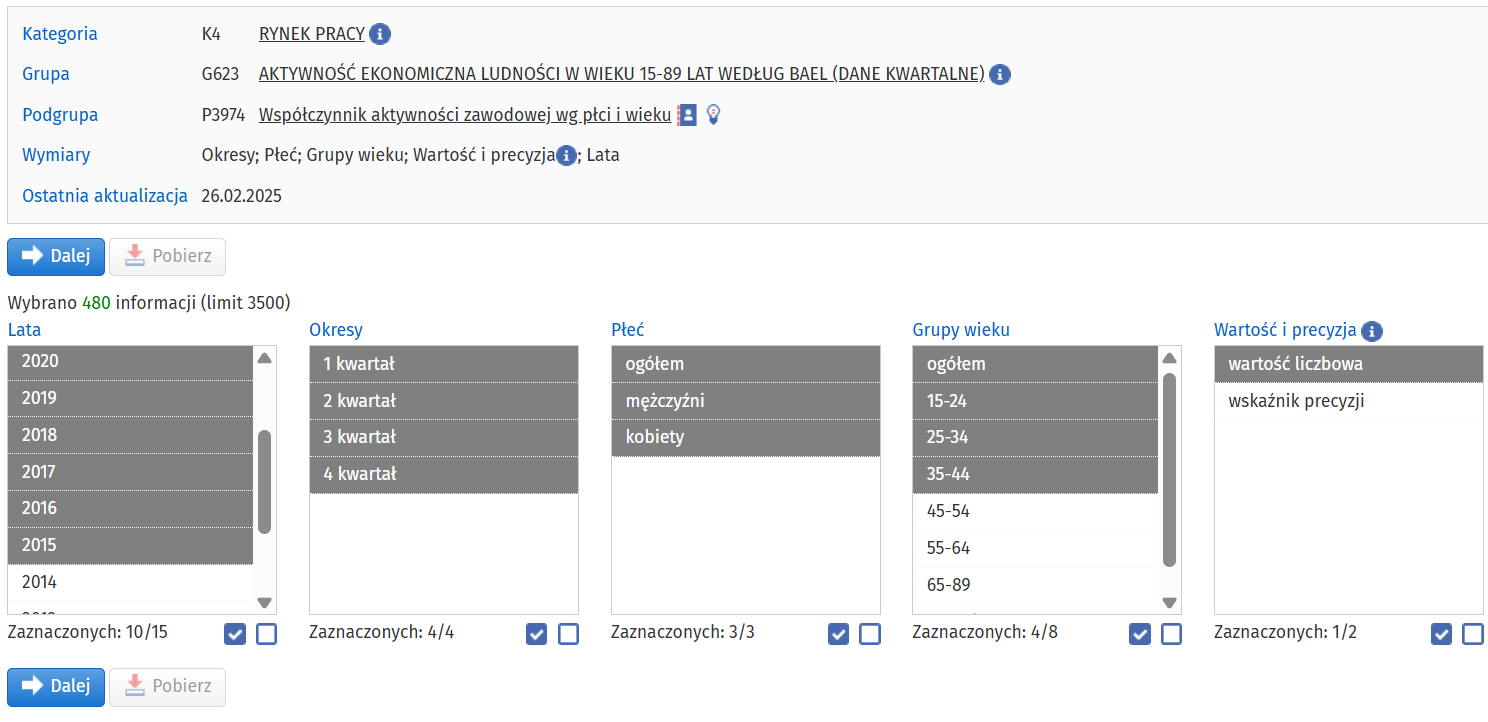 Kategoria K4 RYNEK PRACY
Grupa G623 AKTYWNOŚĆ EKONOMICZNA LUDNOŚCI W WIEKU 15-89 LAT WEDŁUG BAEL (DANE KWARTALNE)
Podgrupa P3974 Współczynnik aktywności zawodowej wg płci i wieku
Wymiary Okresy; Płeć; Grupy wieku; Wartość i precyzja; Lata
Ostatnia aktualizacja 26.02.2025
Dalej Pobierz
Wybrano 480 informacji (limit 3500)
Lata Okresy Płeć Grupy wieku Wartość i precyzja
2020 1 kwartał ogółem ogółem wartość liczbowa
2019 2 kwartał mężczyźni 15-24 wskaźnik precyzji
2018 3 kwartał kobiety 25-34
2017 4 kwartał 35-44
2016 45-54
2015 55-64
2014 65-89
Zaznaczonych: 10/15 Zaznaczonych: 4/4 Zaznaczonych: 3/3 Zaznaczonych: 4/8 Zaznaczonych: 1/2
Dalej Pobierz